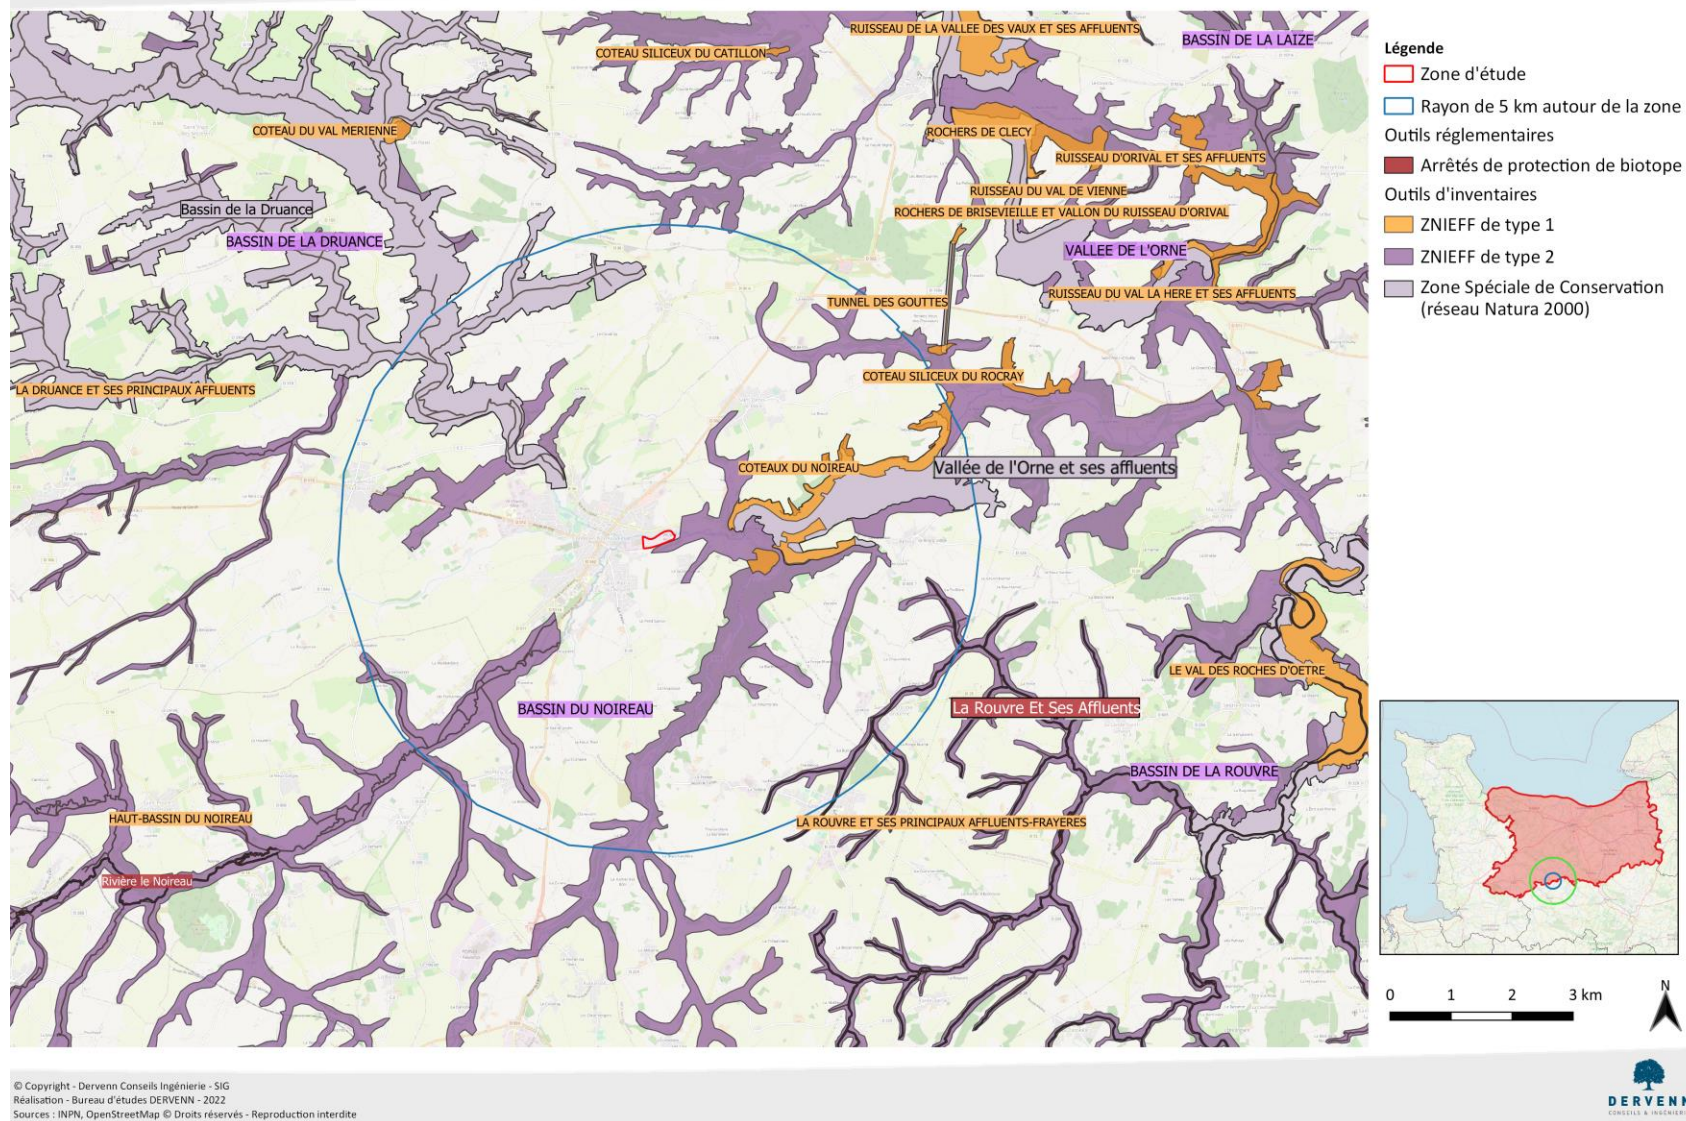 RUISSEAU DE LA VALLEE DES VAUX ET SES AFFLUENTS
BASSIN DE LA LAIZE
COTEAU SILICEUX DU CATILLON
COTEAU DU VAL MERIENNE
ROCHERS DE CLECY
RUISSEAU D'ORIVAL ET SES AFFLUENTS
RUISSEAU DU VAL DE VIENNE
Bassin de la Druance
ROCHERS DE BRISEVIEILLE ET VALLON DU RUISSEAU D'ORIVAL
BASSIN DE LA DRUANCE
VALLEE DE L'ORNE
RUISSEAU DU VAL LA HERE ET SES AFFLUENTS
TUNNEL DES GOUTTES
COTEAU SILICEUX DU ROCRAY
LA DRUANCE ET SES PRINCIPAUX AFFLUENTS
COTEAUX DU NOIREAU
Vallée de l'Orne et ses affluents
LE VAL DES ROCHES D'OETRE
BASSIN DU NOIREAU
La Rouvre Et Ses Affluents
BASSIN DE LA ROUVRE
HAUT-BASSIN DU NOIREAU
LA ROUVRE ET SES PRINCIPAUX AFFLUENTS-FRAYERES
Rivière le Noireau
Légende
Zone d'étude
Rayon de 5 km autour de la zone
Outils réglementaires
Arrêtés de protection de biotope
Outils d'inventaires
ZNIEFF de type 1
ZNIEFF de type 2
Zone Spéciale de Conservation
(réseau Natura 2000)
0 1 2 3 km
N
© Copyright - Dervenn Conseils Ingénierie - SIG
Réalisation - Bureau d'études DERVENN - 2022
Sources : INPN, OpenStreetMap © Droits réservés - Reproduction interdite
DERVENN
CONSEILS & INGÉNIERIE